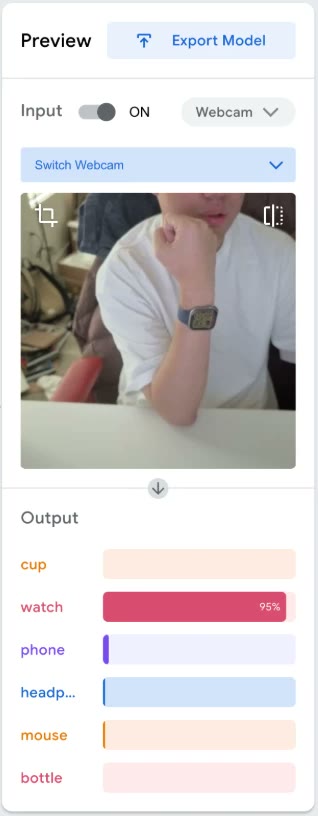 Preview
Export Model
Input
ON
Webcam
Switch Webcam
Output
cup
watch
95%
phone
headp...
mouse
bottle